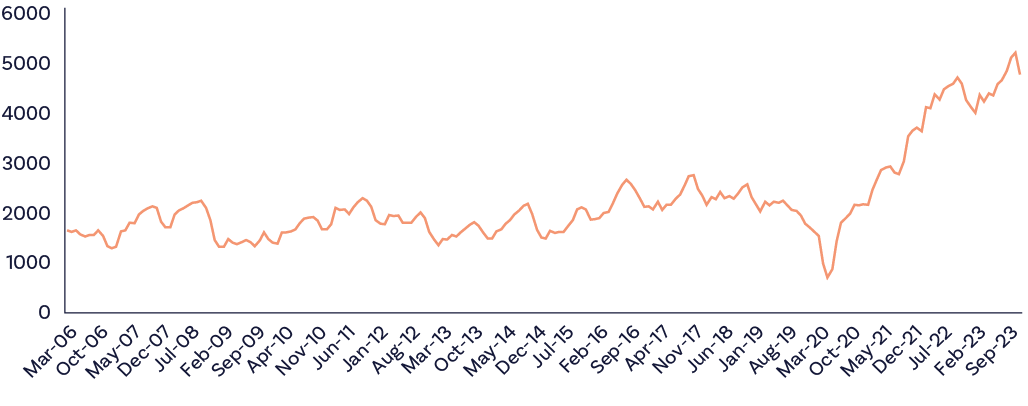 6000
5000
4000
3000
2000
1000
0
Mar-06
Oct-06
May-07
Dec-07
Jul-08
Feb-09
Sep-09
Apr-10
Nov-10
Jun-11
Jan-12
Aug-12
Mar-13
Oct-13
May-14
Dec-14
Jul-15
Feb-16
Sep-16
Apr-17
Nov-17
Jun-18
Jan-19
Aug-19
Mar-20
Oct-20
May-21
Dec-21
Jul-22
Feb-23
Sep-23